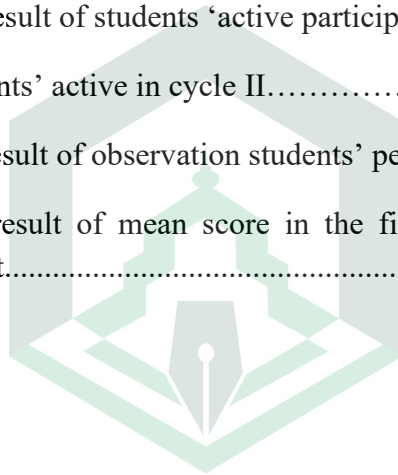 esult of students ‘active particip
nts’ active in cycle II.............
esult of observation students’ pe
result of mean score in the fi
t.......................................................